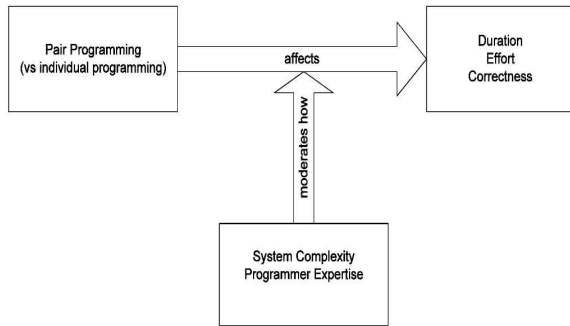 Pair Programming
(vs individual programming)
affects
Duration
Effort
Correctness
moderates how
System Complexity
Programmer Expertise